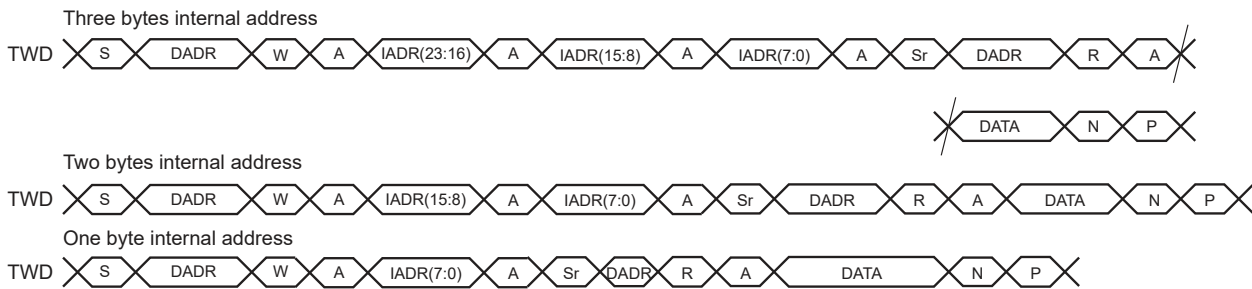 Three bytes internal address
TWD S DADR W A IADR(23:16) A IADR(15:8) A IADR(7:0) A Sr DADR R A
DATA N P
Two bytes internal address
TWD S DADR W A IADR(15:8) A IADR(7:0) A Sr DADR R A DATA N P
One byte internal address
TWD S DADR W A IADR(7:0) A Sr DADR R A DATA N P